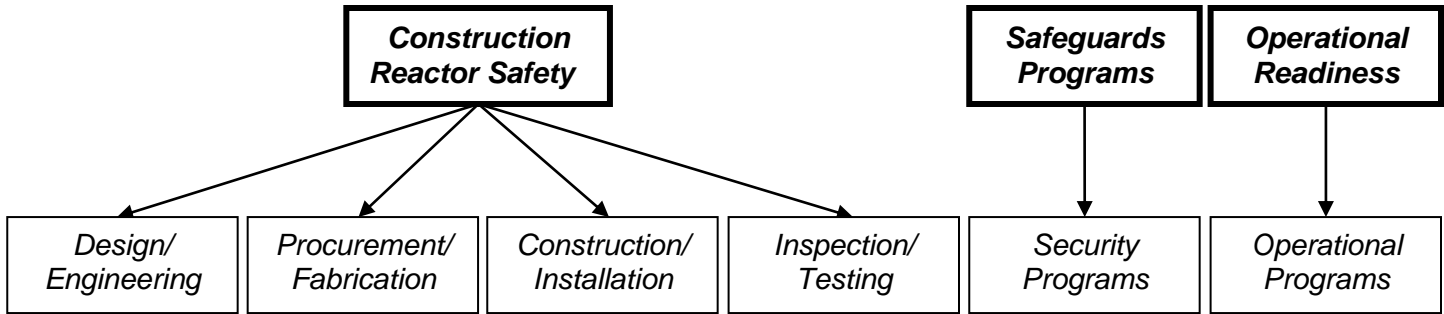 Construction
Reactor Safety
Safeguards
Programs
Operational
Readiness
Design/
Engineering
Procurement/
Fabrication
Construction/
Installation
Inspection/
Testing
Security
Programs
Operational
Programs